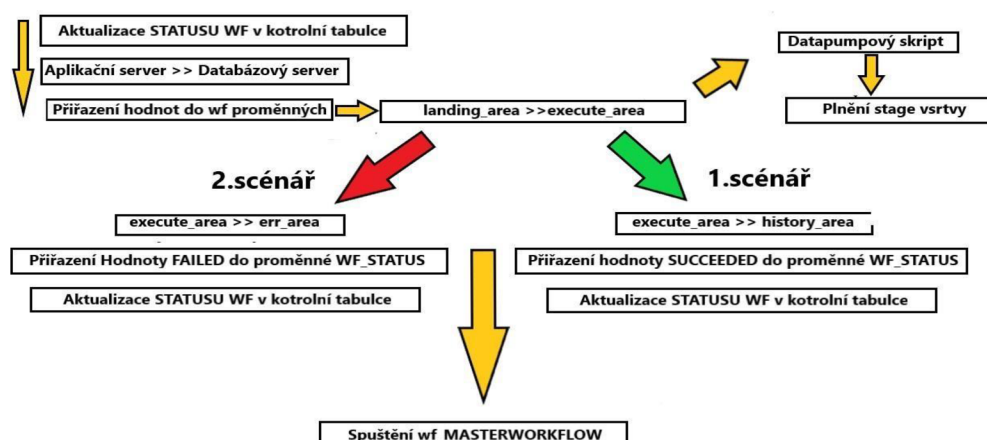 Aktualizace STATUSU WF v kotrolní tabulce
Aplikační server >> Databázový server
Přiřazení hodnot do wf proměnných
landing_area >>execute_area
Datapumpový skript
Plnění stage vsrtvy
2.scénář
execute_area >> err_area
Přiřazení Hodnoty FAILED do proměnné WF_STATUS
Aktualizace STATUSU WF v kotrolní tabulce
1.scénář
execute_area >> history_area
Přiřazení hodnoty SUCCEEDED do proměnné WF_STATUS
Aktualizace STATUSU WF v kotrolní tabulce
Spuštění wf_MASTERWORKFLOW